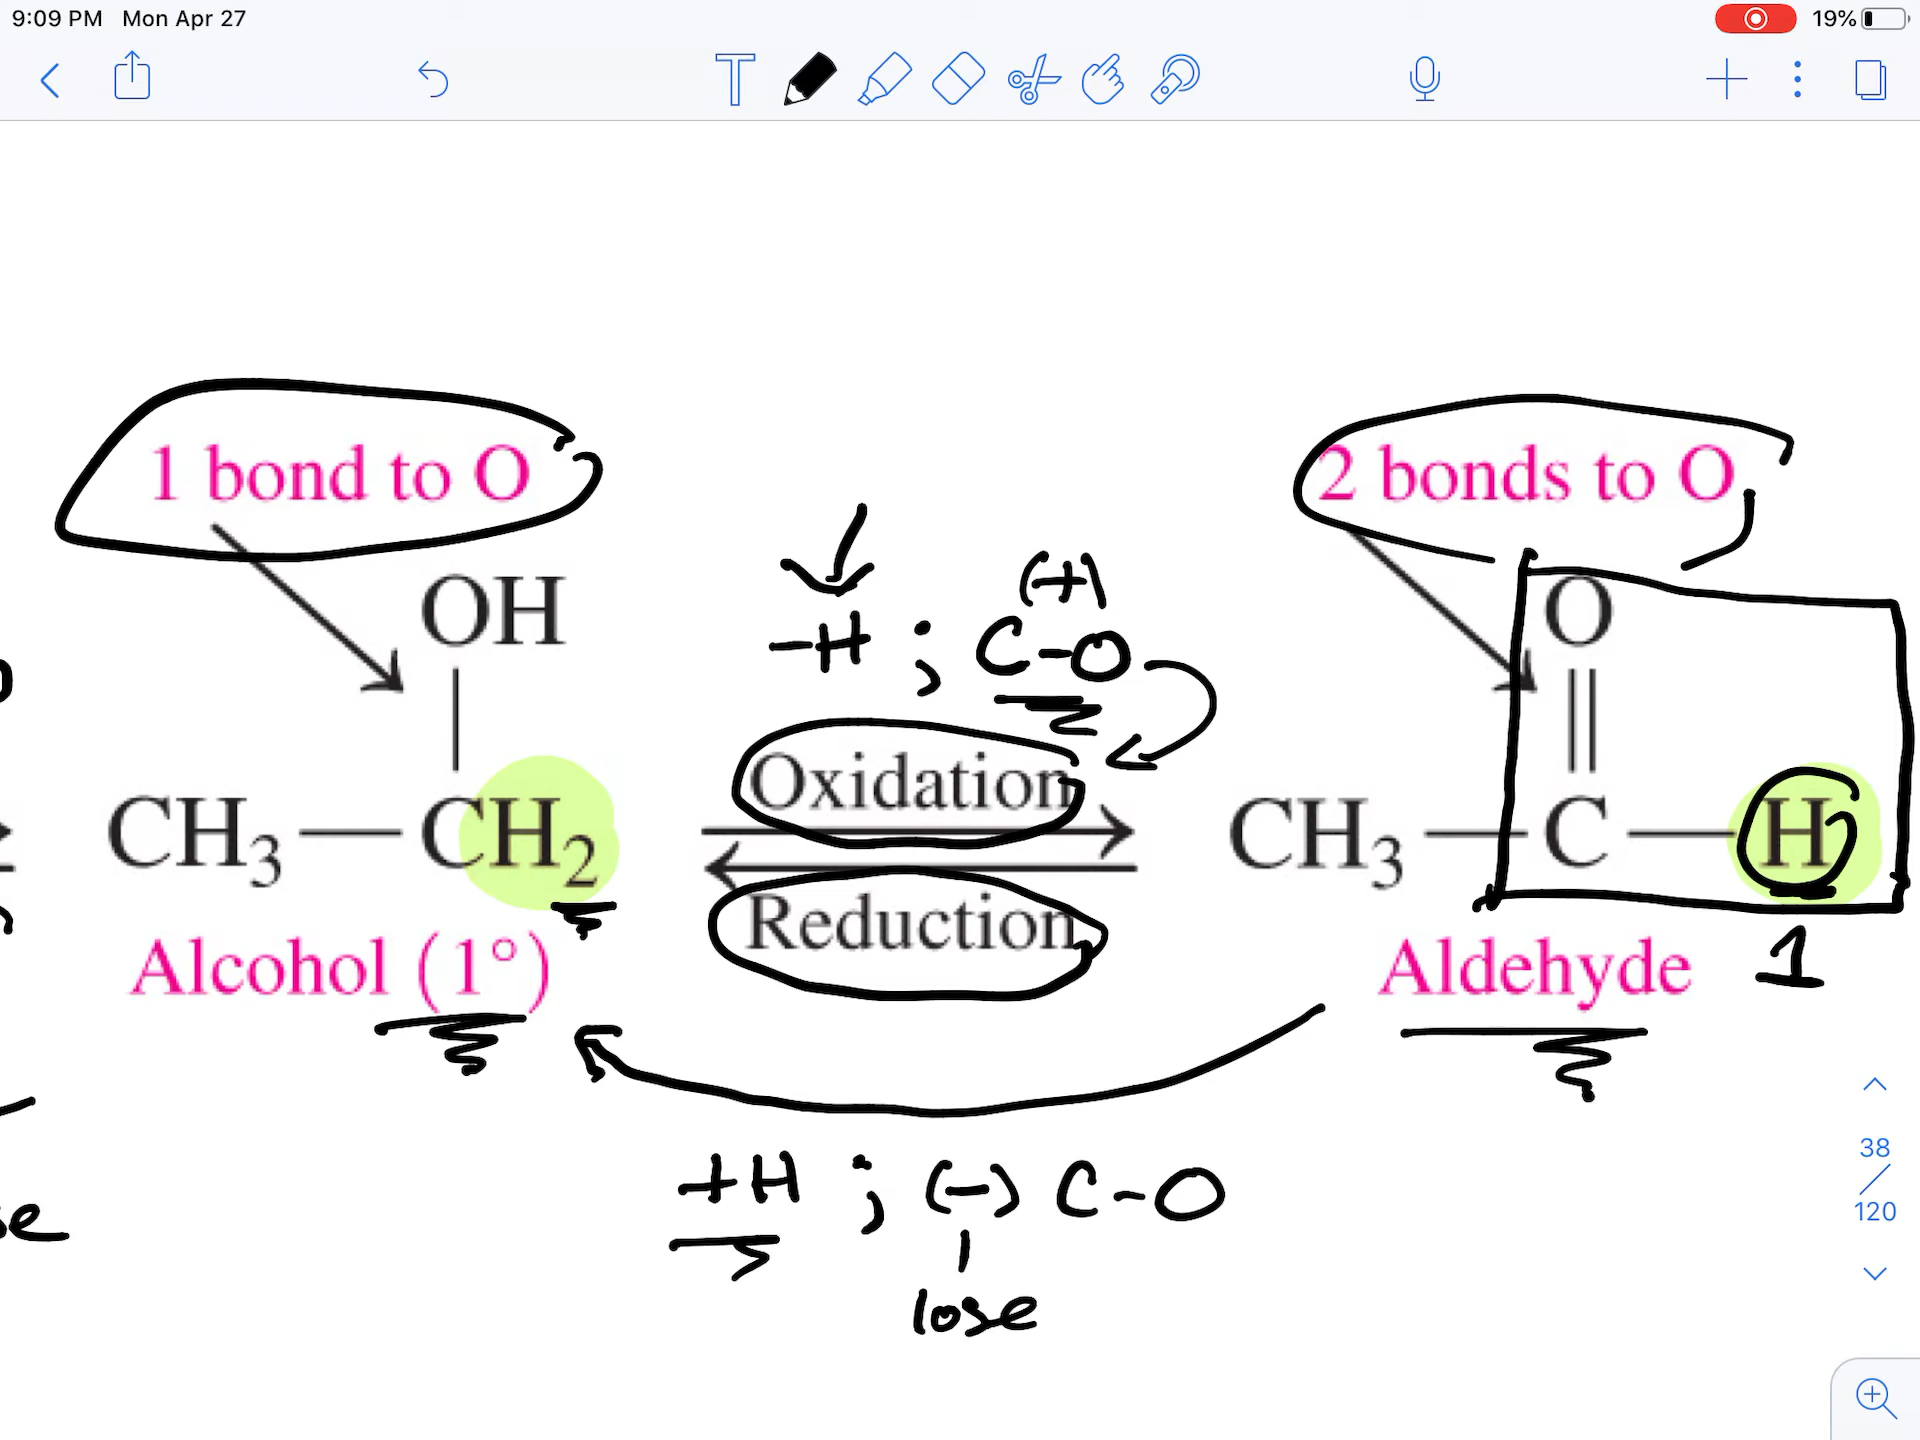 9:09 PM Mon Apr 27 19%
T
1 bond to O 2 bonds to O
(+)
OH -H ; C-O O
Oxidation
CH₃—CH₂ CH₃—C—H
Reduction
Alcohol (1°) Aldehyde 1
+H ; (-) C-O
lose
38
120